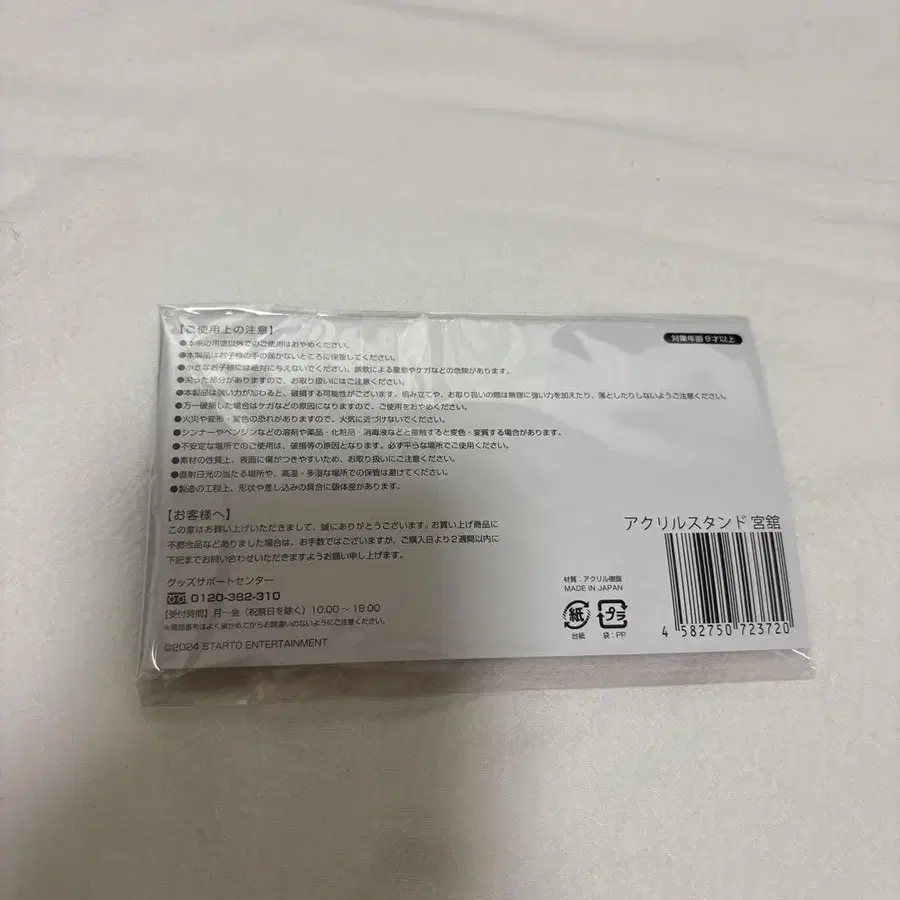 【ご使用上の注意】
対象年齢 8才以上
●本来の用途以外でのご使用はおやめください。
●本製品はお子様の手の届かないところに保管してください。
●小さなお子様には絶対に与えないでください。誤飲による窒息やケガなどの危険があります。
●尖った部分がありますので、お取り扱いにはご注意ください。
●本製品は強い力が加わると、破損する可能性がございます。組み立てや、お取り扱いの際は無理に強い力を加えたり、落としたりしないようご注意ください。
●万一破損した場合はケガなどの原因になりますので、ご使用をおやめください。
●火災や変形・変色の恐れがありますので、火気に近づけないでください。
●シンナーやベンジンなどの溶剤や薬品・化粧品・消毒液などと接触すると変色・変質する場合があります。
●不安定な場所でのご使用は、破損等の原因となります。必ず平らな場所でご使用ください。
●素材の性質上、表面に傷がつきやすいため、お取り扱いにご注意ください。
●直射日光の当たる場所や、高温・多湿な場所での保管は避けてください。
●製造の工程上、形状や差し込みの具合に個体差があります。
【お客様へ】
この度はお買い上げいただきまして、誠にありがとうございます。お買い上げ商品に
不都合品などありました場合は、お手数ではございますが、ご購入日より2週間以内に
下記までお問い合わせいただきますようお願い申し上げます。
グッズサポートセンター
0120-382-310
【受付時間】月〜金（祝祭日を除く）10:00〜18:00
※電話番号はよく確かめてからお間違いのないようにご注意ください。
©2024 STARTO ENTERTAINMENT
アクリルスタンド 宮舘
材質：アクリル樹脂
MADE IN JAPAN
紙
台紙
プラ
袋：PP
4 582750 723720